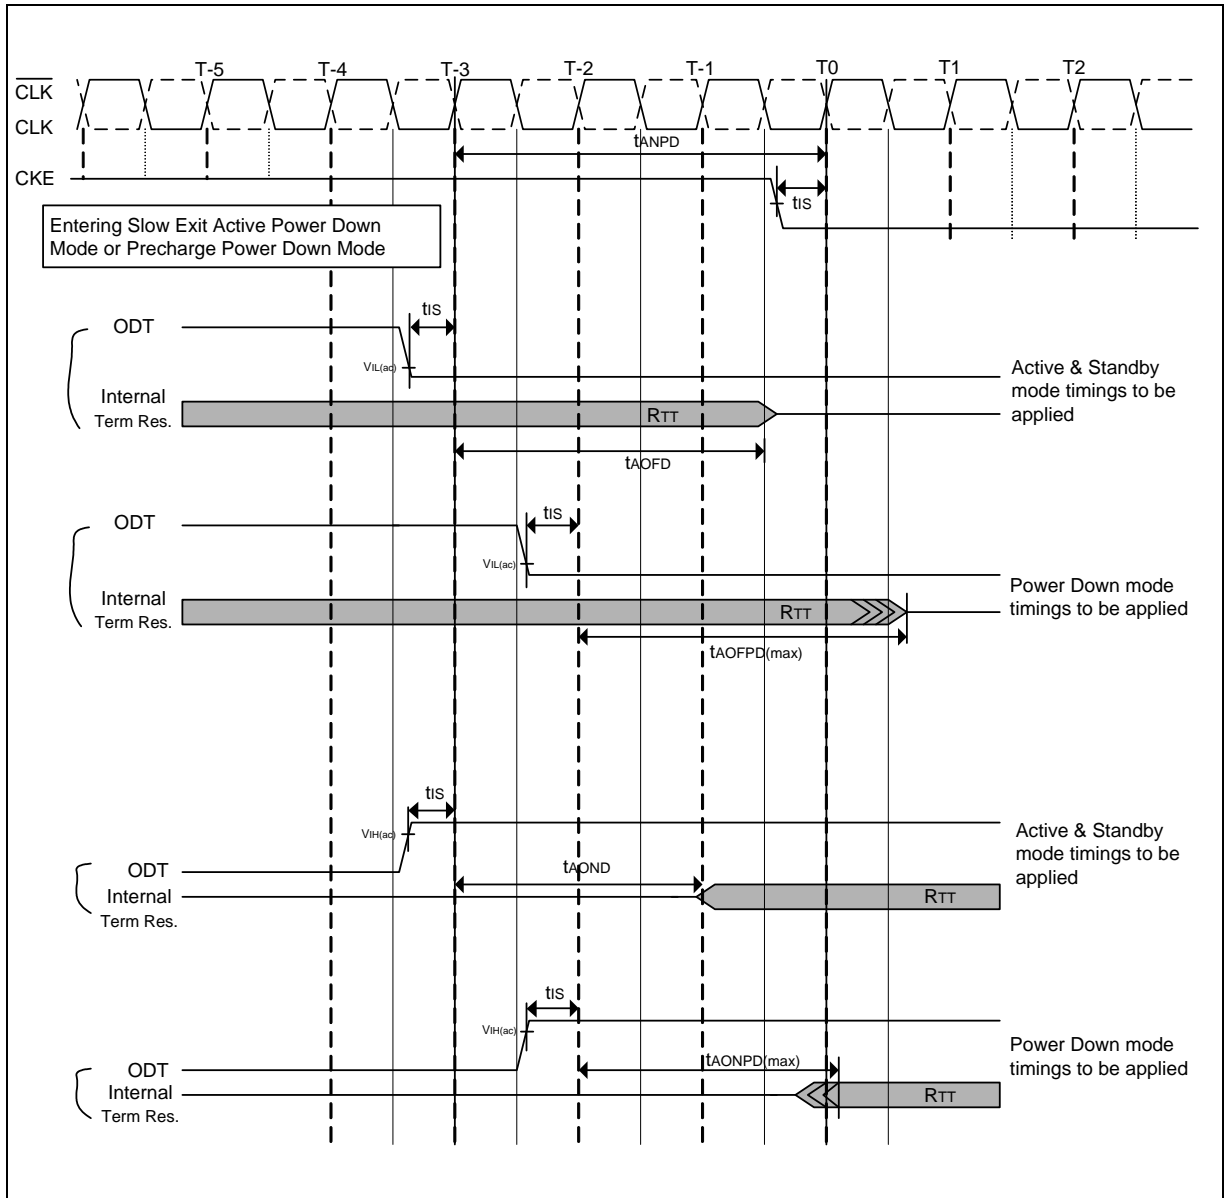 T-5 T-4 T-3 T-2 T-1 T0 T1 T2
CLK
CLK
tANPD
CKE
tIS
Entering Slow Exit Active Power Down
Mode or Precharge Power Down Mode
tIS
ODT
VIL(ac)
Internal
Term Res.
RTT
Active & Standby
mode timings to be
applied
tAOFD
tIS
ODT
VIL(ac)
Internal
Term Res.
RTT
Power Down mode
timings to be applied
tAOFPD(max)
tIS
VIH(ac)
Active & Standby
mode timings to be
applied
ODT
tAOND
Internal
Term Res.
RTT
tIS
VIH(ac)
Power Down mode
timings to be applied
ODT
tAONPD(max)
Internal
Term Res.
RTT